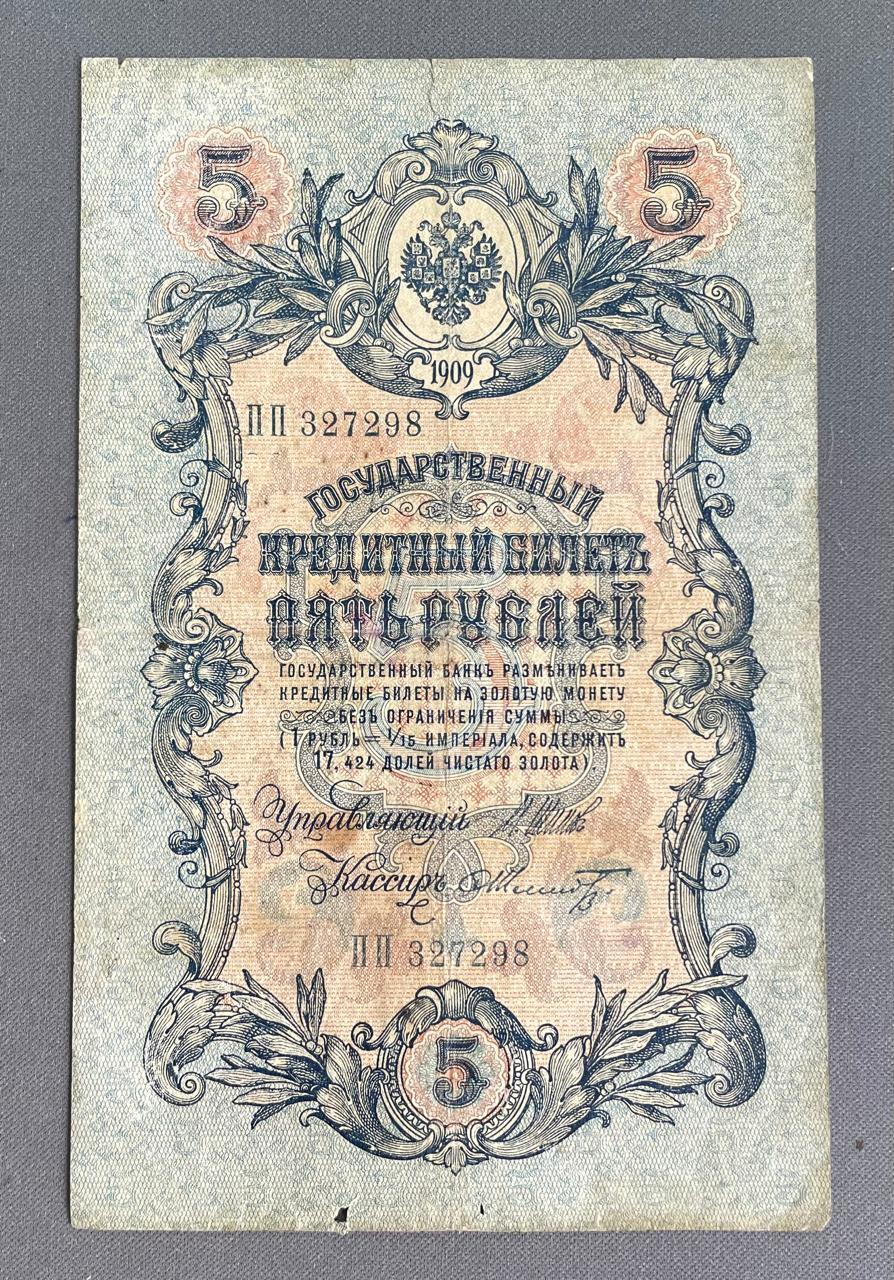 5 5
1909
ПП 327298
ГОСУДАРСТВЕННЫЙ
КРЕДИТНЫЙ БИЛЕТЪ
ПЯТЬ РУБЛЕЙ
ГОСУДАРСТВЕННЫЙ БАНКЪ РАЗМѢНИВАЕТЪ
КРЕДИТНЫЕ БИЛЕТЫ НА ЗОЛОТУЮ МОНЕТУ
БЕЗЪ ОГРАНИЧЕНІЯ СУММЫ
(1 РУБЛЬ = 1/15 ИМПЕРІАЛА, СОДЕРЖИТЪ
17,424 ДОЛЕЙ ЧИСТАГО ЗОЛОТА).
Управляющій
Кассиръ
ПП 327298
5